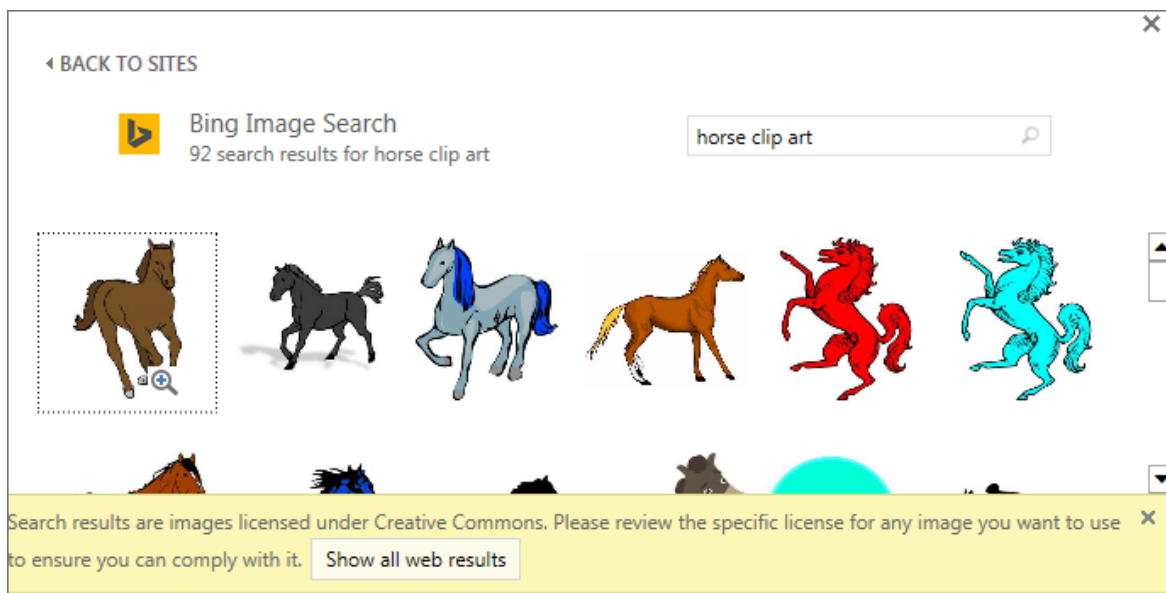 BACK TO SITES
Bing Image Search
92 search results for horse clip art
horse clip art
Search results are images licensed under Creative Commons. Please review the specific license for any image you want to use
to ensure you can comply with it. Show all web results